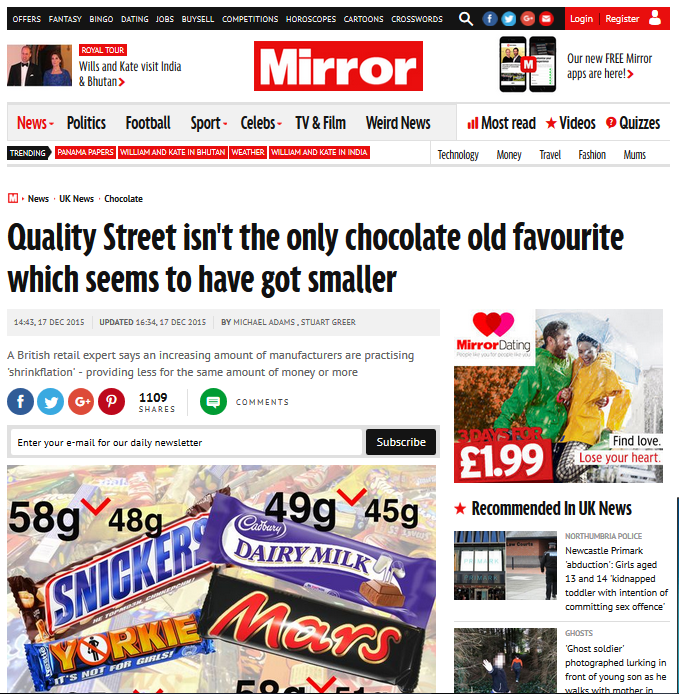 OFFERS FANTASY BINGO DATING JOBS BUYSELL COMPETITIONS HOROSCOPES CARTOONS CROSSWORDS
Login Register
ROYAL TOUR
Wills and Kate visit India
& Bhutan
Mirror
M
Our new FREE Mirror
apps are here!
News Politics Football Sport Celebs TV & Film Weird News
Most read Videos Quizzes
TRENDING PANAMA PAPERS WILLIAM AND KATE IN BHUTAN WEATHER WILLIAM AND KATE IN INDIA
Technology Money Travel Fashion Mums
M News UK News Chocolate
Quality Street isn't the only chocolate old favourite
which seems to have got smaller
14:43, 17 DEC 2015 UPDATED 16:34, 17 DEC 2015 BY MICHAEL ADAMS , STUART GREER
A British retail expert says an increasing amount of manufacturers are practising
'shrinkflation' - providing less for the same amount of money or more
1109
SHARES
COMMENTS
Enter your e-mail for our daily newsletter
Subscribe
58g 48g
49g 45g
SNICKERS
Cadbury
DAIRY MILK
YORKIE
IT'S NOT FOR GIRLS!
Mars
58g 51
MirrorDating
People like you for people like you
3 DAYS FOR
£1.99
Find love.
Lose your heart.
Recommended In UK News
NORTHUMBRIA POLICE
Newcastle Primark
'abduction': Girls aged
13 and 14 'kidnapped
toddler with intention of
committing sex offence'
PRIMARK
GHOSTS
'Ghost soldier'
photographed lurking in
front of young son as he
walks with mother in